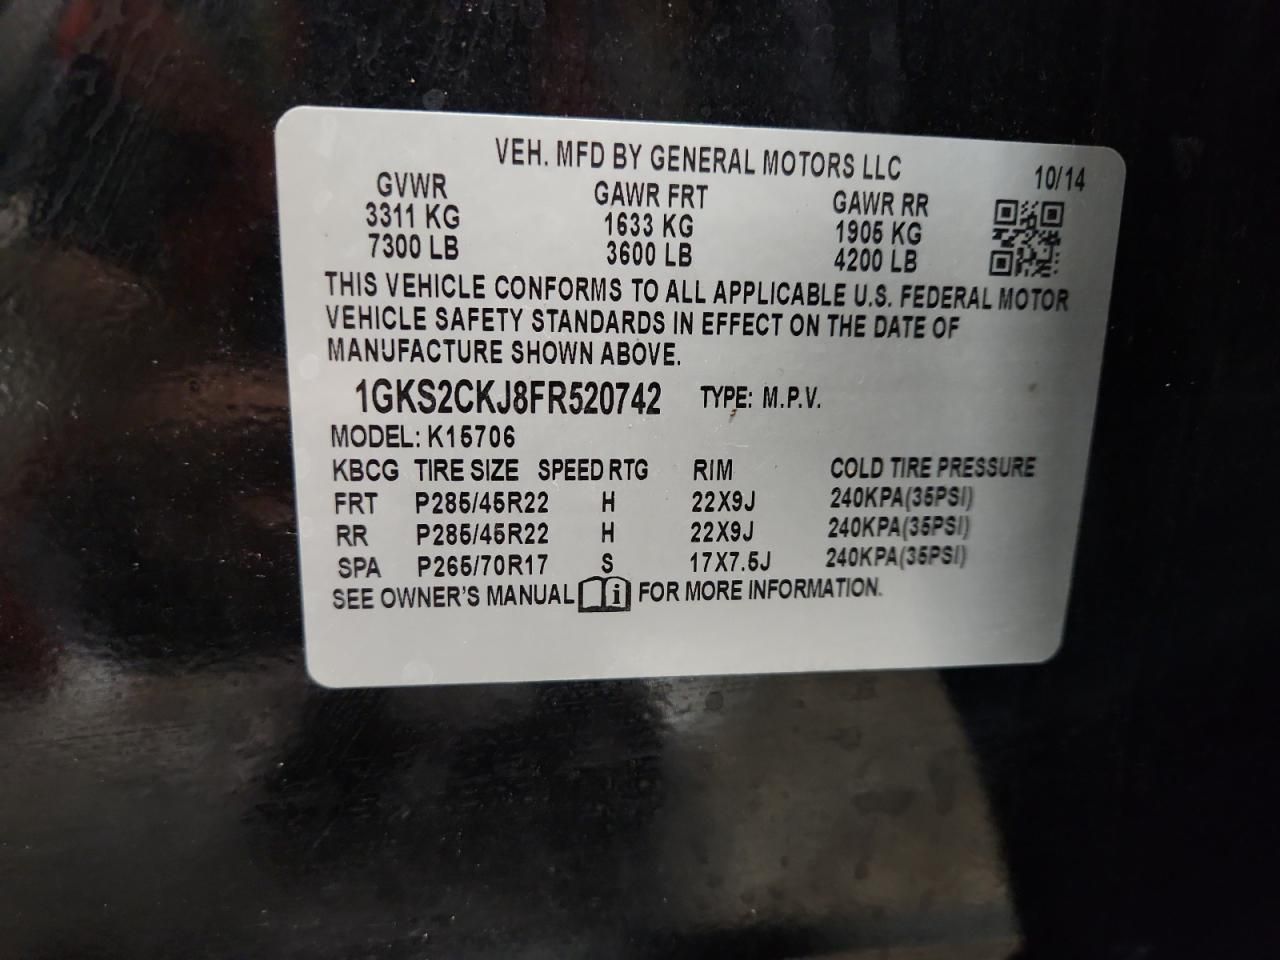 VEH. MFD BY GENERAL MOTORS LLC 10/14
GVWR GAWR FRT GAWR RR
3311 KG 1633 KG 1905 KG
7300 LB 3600 LB 4200 LB
THIS VEHICLE CONFORMS TO ALL APPLICABLE U.S. FEDERAL MOTOR
VEHICLE SAFETY STANDARDS IN EFFECT ON THE DATE OF
MANUFACTURE SHOWN ABOVE.
1GKS2CKJ8FR520742 TYPE: M.P.V.
MODEL: K15706
KBCG TIRE SIZE SPEED RTG RIM COLD TIRE PRESSURE
FRT P285/45R22 H 22X9J 240KPA(35PSI)
RR P285/45R22 H 22X9J 240KPA(35PSI)
SPA P265/70R17 S 17X7.5J 240KPA(35PSI)
SEE OWNER'S MANUAL i FOR MORE INFORMATION.